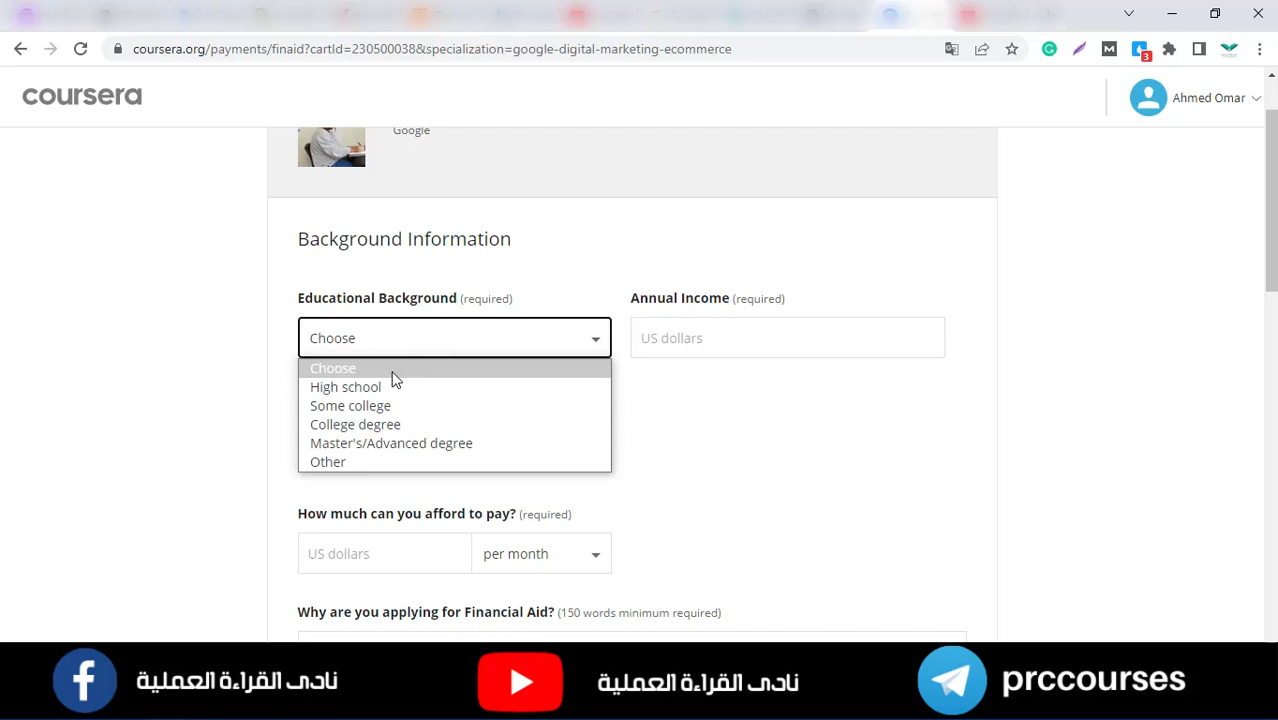 coursera.org/payments/finaid?cartId=230500038&specialization=google-digital-marketing-ecommerce
3
coursera
Ahmed Omar
Google
Background Information
Educational Background (required)
Annual Income (required)
Choose
US dollars
Choose
High school
Some college
College degree
Master's/Advanced degree
Other
How much can you afford to pay? (required)
US dollars
per month
Why are you applying for Financial Aid? (150 words minimum required)
نادى القراءة العملية
نادى القراءة العملية
prccourses